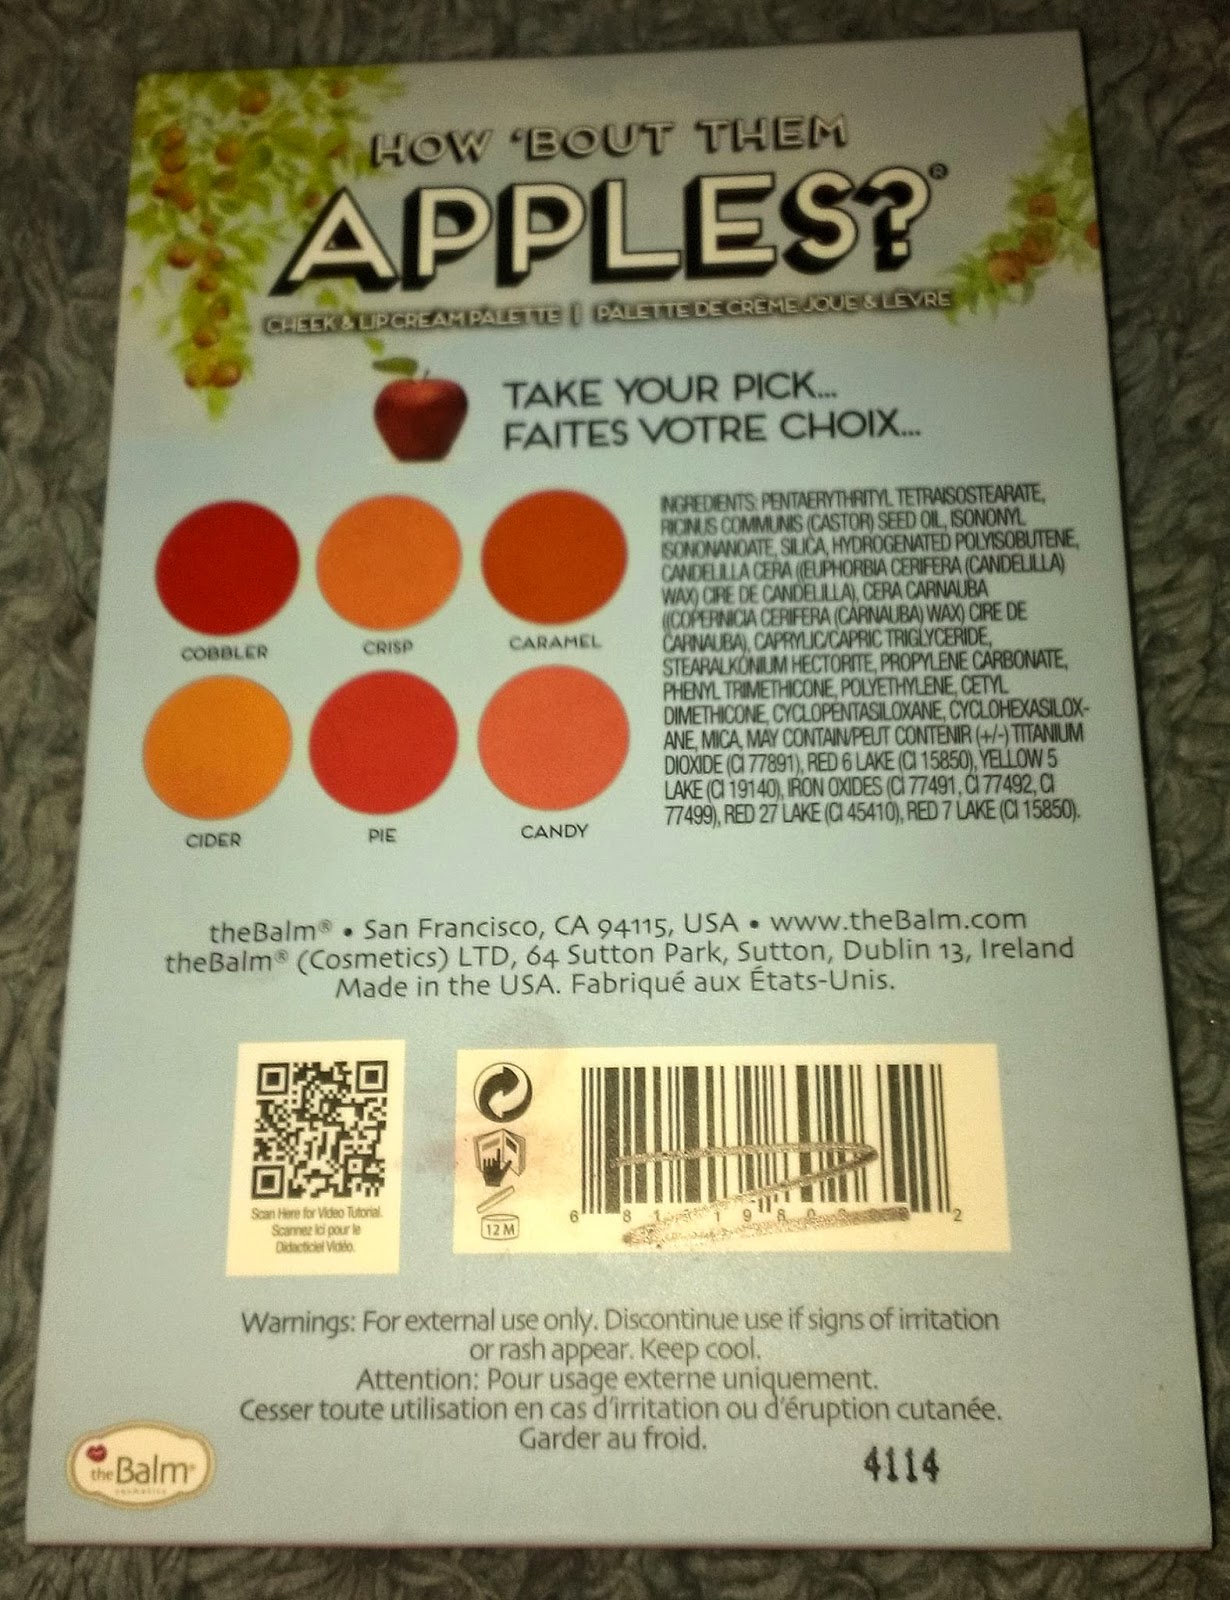 HOW 'BOUT THEM
APPLES?®
CHEEK & LIP CREAM PALETTE | PALETTE DE CRÈME JOUE & LÈVRE
TAKE YOUR PICK...
FAITES VOTRE CHOIX...
COBBLER
CRISP
CARAMEL
CIDER
PIE
CANDY
INGREDIENTS: PENTAERYTHRITYL TETRAISOSTEARATE,
RICINUS COMMUNIS (CASTOR) SEED OIL, ISONONYL
ISONONANOATE, SILICA, HYDROGENATED POLYISOBUTENE,
CANDELILLA CERA ((EUPHORBIA CERIFERA (CANDELILLA)
WAX) CIRE DE CANDELILLA), CERA CARNAUBA
((COPERNICIA CERIFERA (CARNAUBA) WAX) CIRE DE
CARNAUBA), CAPRYLIC/CAPRIC TRIGLYCERIDE,
STEARALKONIUM HECTORITE, PROPYLENE CARBONATE,
PHENYL TRIMETHICONE, POLYETHYLENE, CETYL
DIMETHICONE, CYCLOPENTASILOXANE, CYCLOHEXASILOX-
ANE, MICA, MAY CONTAIN/PEUT CONTENIR (+/-) TITANIUM
DIOXIDE (CI 77891), RED 6 LAKE (CI 15850), YELLOW 5
LAKE (CI 19140), IRON OXIDES (CI 77491, CI 77492, CI
77499), RED 27 LAKE (CI 45410), RED 7 LAKE (CI 15850).
theBalm® • San Francisco, CA 94115, USA • www.theBalm.com
theBalm® (Cosmetics) LTD, 64 Sutton Park, Sutton, Dublin 13, Ireland
Made in the USA. Fabriqué aux États-Unis.
Scan Here for Video Tutorial.
Scannez Ici pour le
Didacticiel Vidéo.
12 M
6 2
Warnings: For external use only. Discontinue use if signs of irritation
or rash appear. Keep cool.
Attention: Pour usage externe uniquement.
Cesser toute utilisation en cas d'irritation ou d'éruption cutanée.
Garder au froid.
4114
theBalm®
cosmetics